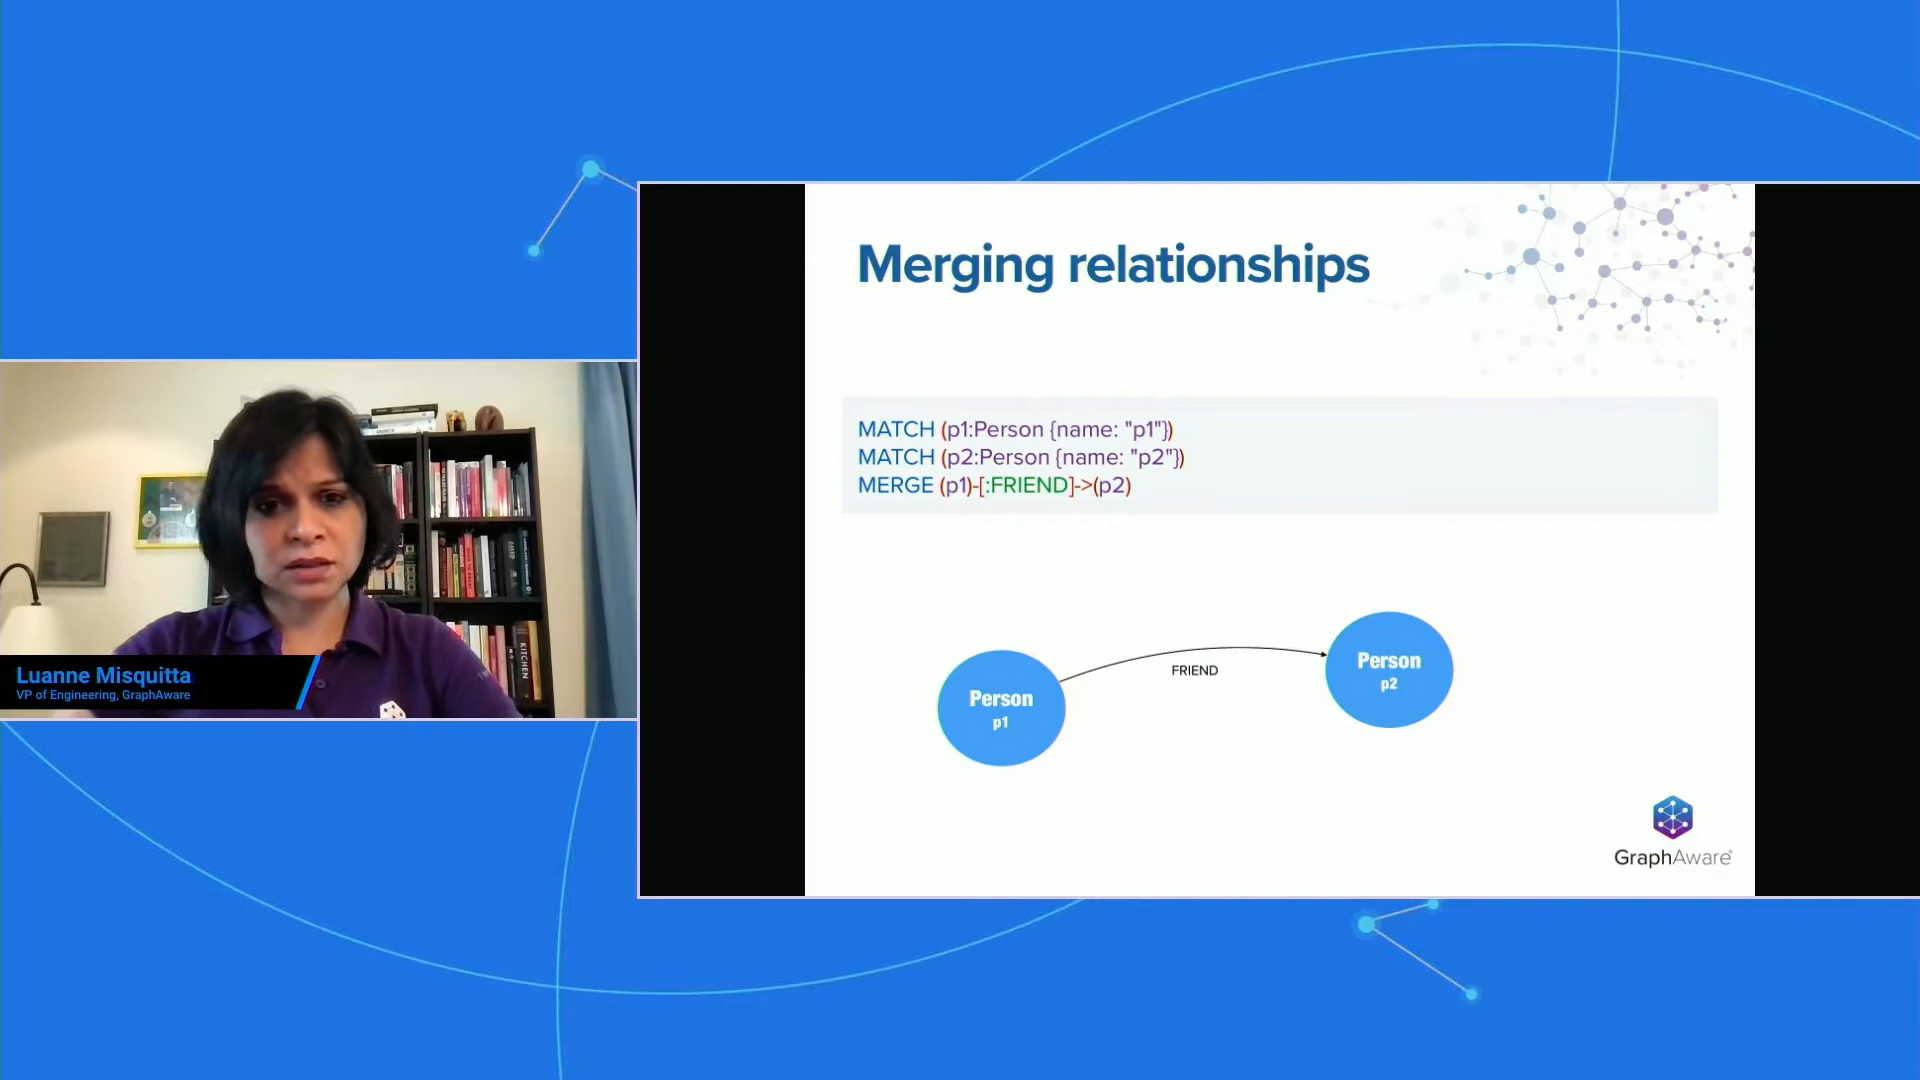 Merging relationships
MATCH (p1:Person {name: "p1"})
MATCH (p2:Person {name: "p2"})
MERGE (p1)-[:FRIEND]->(p2)
Person
p1
FRIEND
Person
p2
GraphAware
Luanne Misquitta
VP of Engineering, GraphAware
KITCHEN